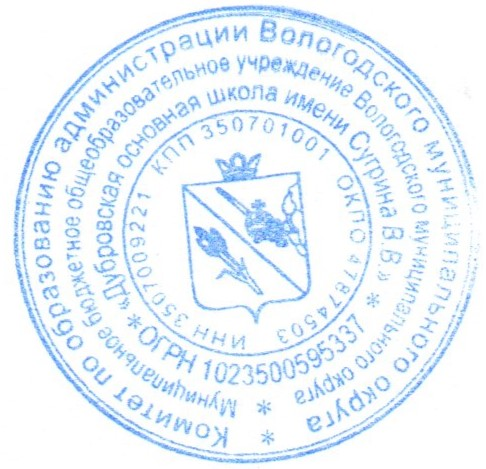 Комитет по образованию администрации Вологодского муниципального округа *
Муниципальное бюджетное общеобразовательное учреждение Вологодского муниципального округа *
«Дубровская основная школа имени Сугрина В.В.» * ОГРН 1023500595337 *
ИНН 3507009221 КПП 350701001 ОКПО 47874503